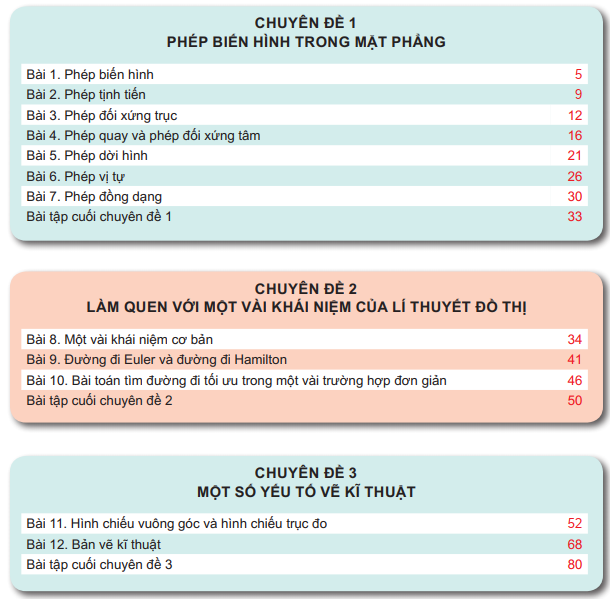 CHUYÊN ĐỀ 1
PHÉP BIẾN HÌNH TRONG MẶT PHẲNG
Bài 1. Phép biến hình 5
Bài 2. Phép tịnh tiến 9
Bài 3. Phép đối xứng trục 12
Bài 4. Phép quay và phép đối xứng tâm 16
Bài 5. Phép dời hình 21
Bài 6. Phép vị tự 26
Bài 7. Phép đồng dạng 30
Bài tập cuối chuyên đề 1 33
CHUYÊN ĐỀ 2
LÀM QUEN VỚI MỘT VÀI KHÁI NIỆM CỦA LÍ THUYẾT ĐỒ THỊ
Bài 8. Một vài khái niệm cơ bản 34
Bài 9. Đường đi Euler và đường đi Hamilton 41
Bài 10. Bài toán tìm đường đi tối ưu trong một vài trường hợp đơn giản 46
Bài tập cuối chuyên đề 2 50
CHUYÊN ĐỀ 3
MỘT SỐ YẾU TỐ VẼ KĨ THUẬT
Bài 11. Hình chiếu vuông góc và hình chiếu trục đo 52
Bài 12. Bản vẽ kĩ thuật 68
Bài tập cuối chuyên đề 3 80